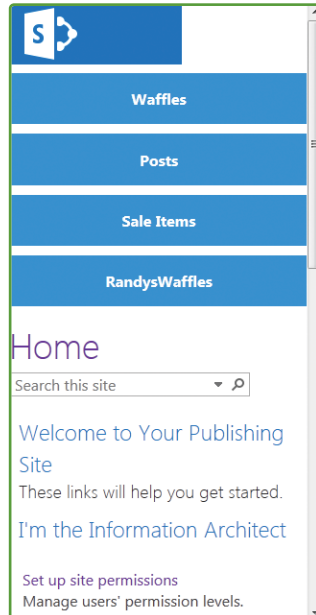 S
Waffles
Posts
Sale Items
RandysWaffles
Home
Search this site
Welcome to Your Publishing
Site
These links will help you get started.
I'm the Information Architect
Set up site permissions
Manage users' permission levels.